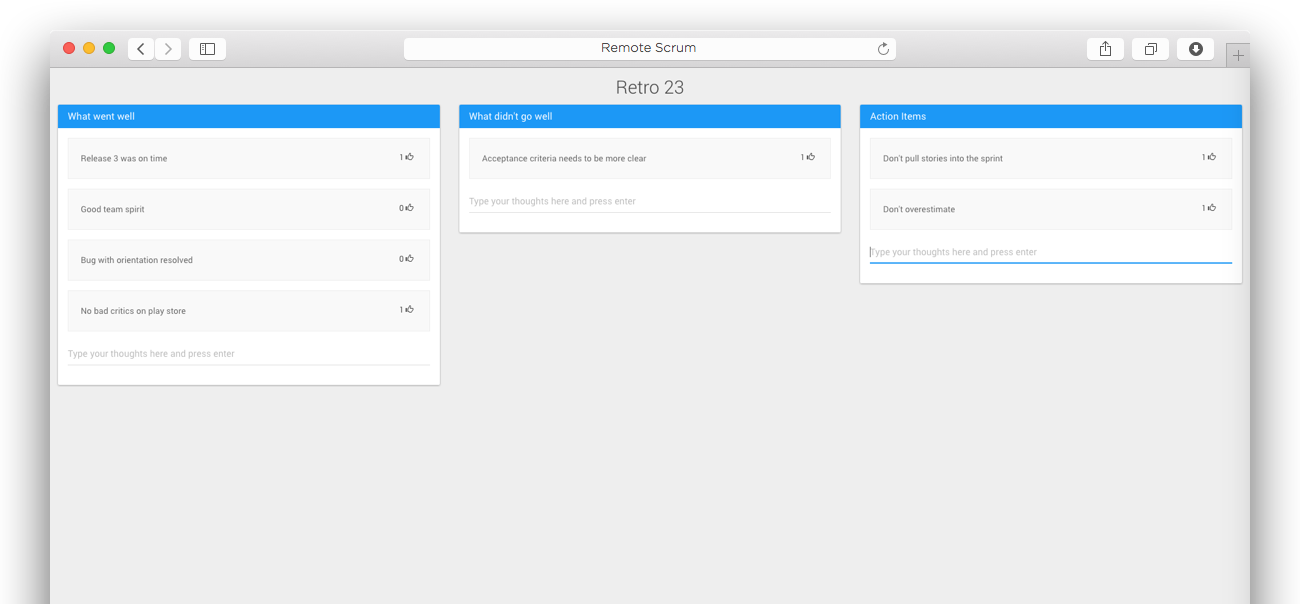 Remote Scrum
Retro 23
What went well
Release 3 was on time
1
Good team spirit
0
Bug with orientation resolved
0
No bad critics on play store
1
Type your thoughts here and press enter
What didn't go well
Acceptance criteria needs to be more clear
1
Type your thoughts here and press enter
Action Items
Don't pull stories into the sprint
1
Don't overestimate
1
Type your thoughts here and press enter